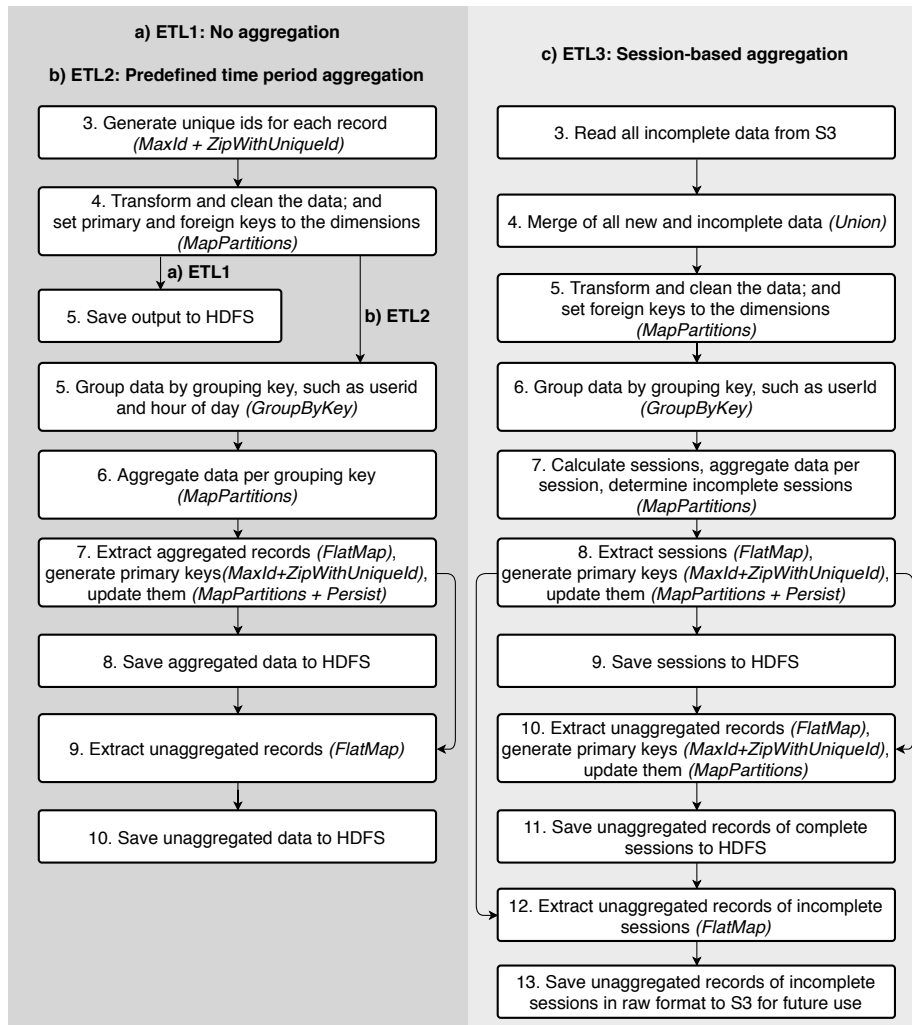 a) ETL1: No aggregation
b) ETL2: Predefined time period aggregation
3. Generate unique ids for each record
(MaxId + ZipWithUniqueId)
4. Transform and clean the data; and
set primary and foreign keys to the dimensions
(MapPartitions)
a) ETL1
5. Save output to HDFS
b) ETL2
5. Group data by grouping key, such as userid
and hour of day (GroupByKey)
6. Aggregate data per grouping key
(MapPartitions)
7. Extract aggregated records (FlatMap),
generate primary keys(MaxId+ZipWithUniqueId),
update them (MapPartitions + Persist)
8. Save aggregated data to HDFS
9. Extract unaggregated records (FlatMap)
10. Save unaggregated data to HDFS
c) ETL3: Session-based aggregation
3. Read all incomplete data from S3
4. Merge of all new and incomplete data (Union)
5. Transform and clean the data; and
set foreign keys to the dimensions
(MapPartitions)
6. Group data by grouping key, such as userId
(GroupByKey)
7. Calculate sessions, aggregate data per
session, determine incomplete sessions
(MapPartitions)
8. Extract sessions (FlatMap),
generate primary keys (MaxId+ZipWithUniqueId),
update them (MapPartitions + Persist)
9. Save sessions to HDFS
10. Extract unaggregated records (FlatMap),
generate primary keys (MaxId+ZipWithUniqueId),
update them (MapPartitions)
11. Save unaggregated records of complete
sessions to HDFS
12. Extract unaggregated records of incomplete
sessions (FlatMap)
13. Save unaggregated records of incomplete
sessions in raw format to S3 for future use